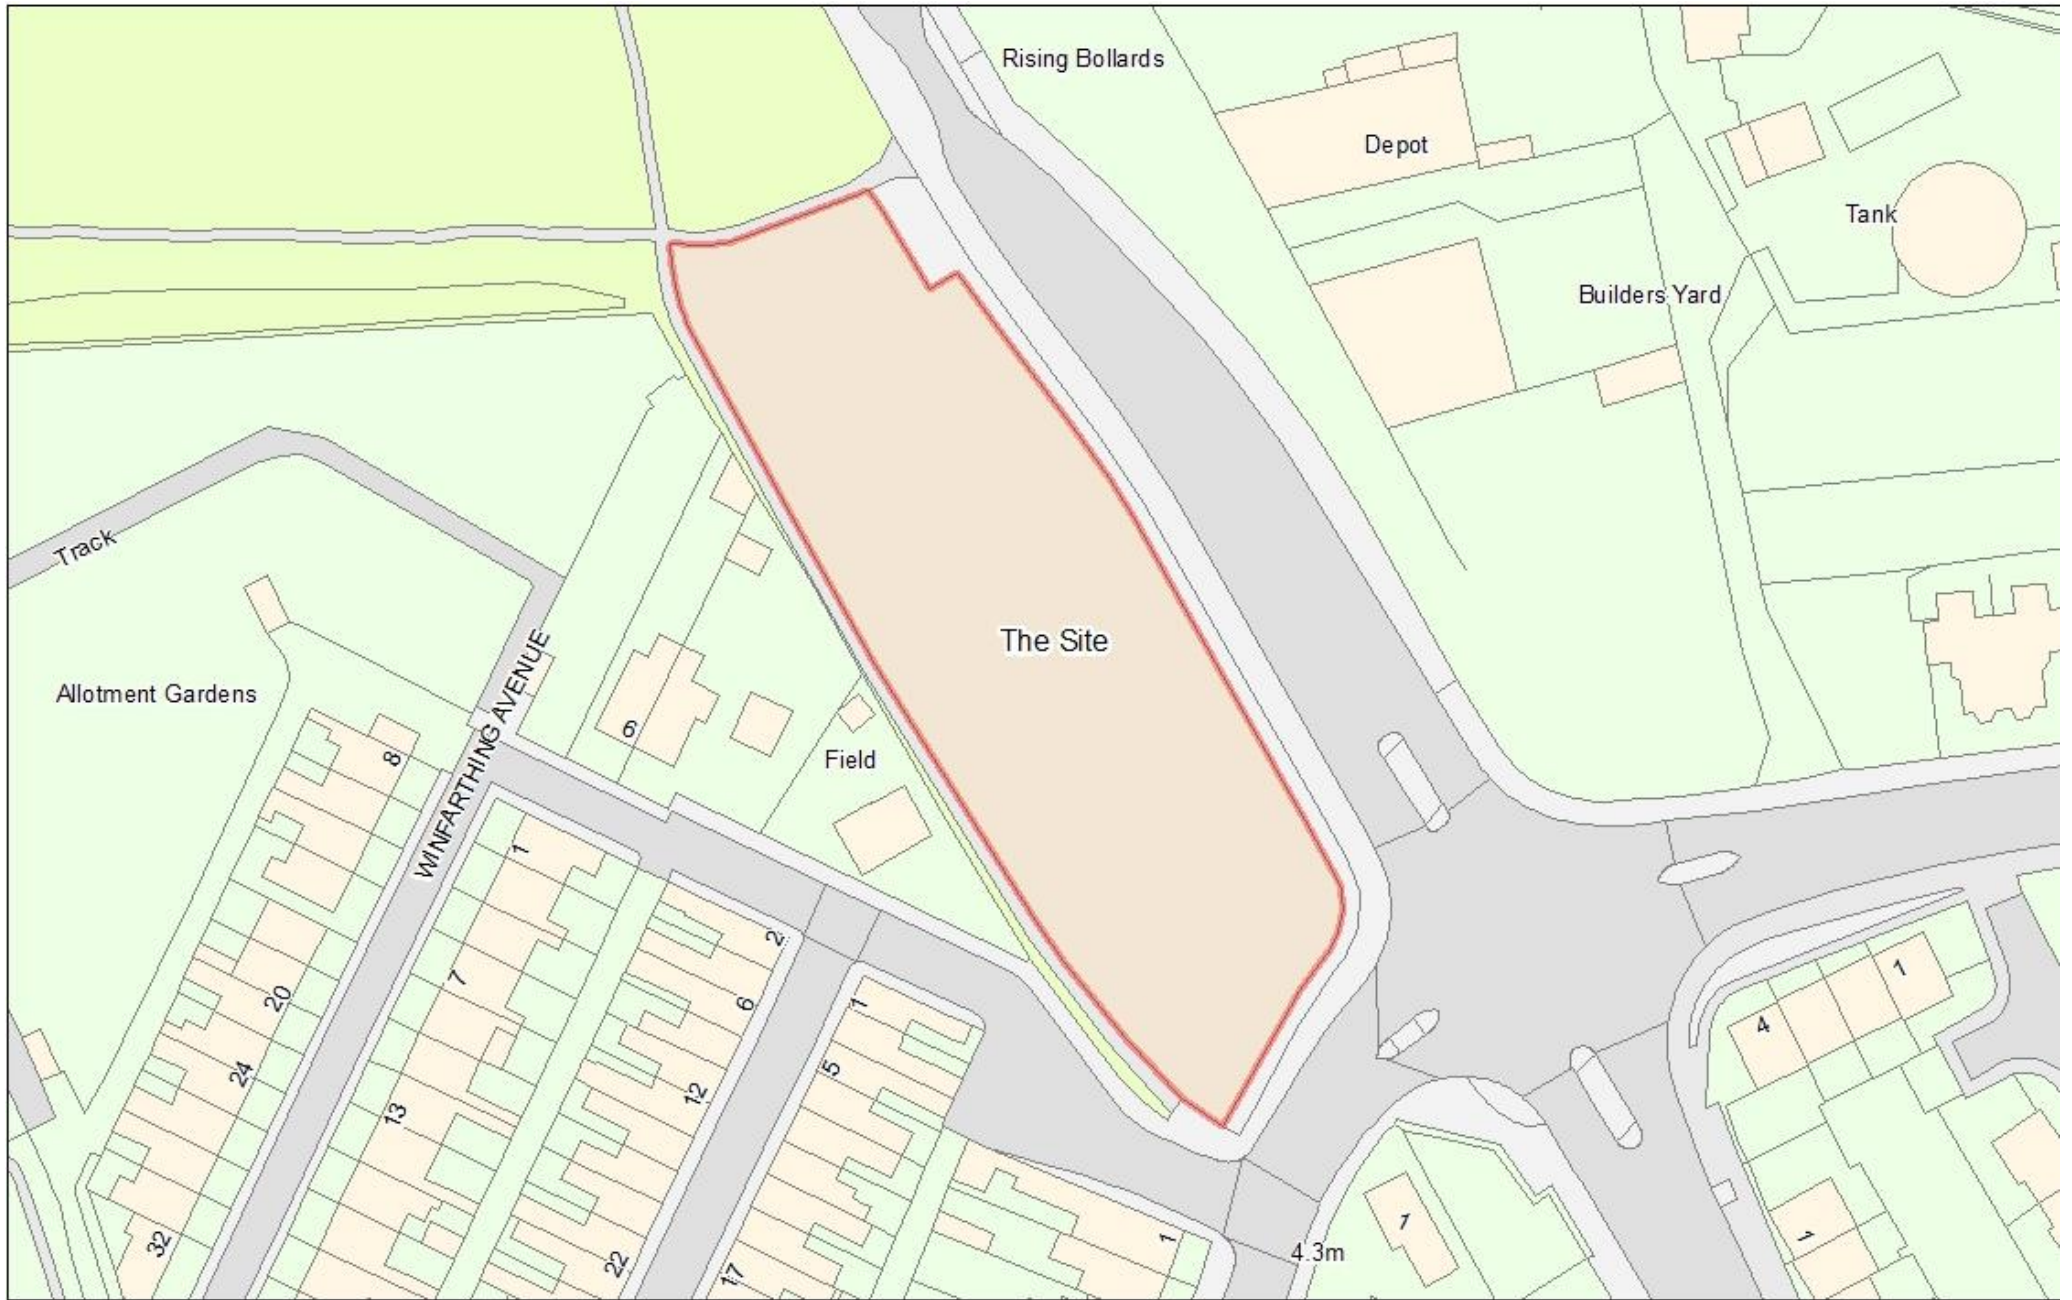 Rising Bollards
Depot
Tank
Builders Yard
Track
The Site
Allotment Gardens
WINFARTHING AVENUE
6
Field
8
1
2
7
6
20
1
5
24
12
13
32
22
17
1
4.3m
1
1
4
1